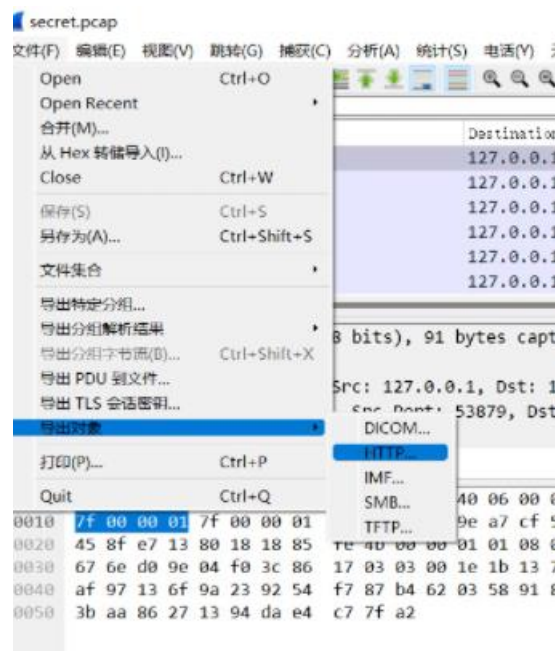 secret.pcap
文件(F) 编辑(E) 视图(V) 跳转(G) 捕获(C) 分析(A) 统计(S) 电话(Y)
Open Ctrl+O
Open Recent
合并(M)...
从 Hex 转储导入(I)...
Close Ctrl+W
保存(S) Ctrl+S
另存为(A)... Ctrl+Shift+S
文件集合
导出特定分组...
导出分组解析结果
导出分组字节流(B)... Ctrl+Shift+X
导出 PDU 到文件...
导出 TLS 会话密钥...
导出对象
打印(P)... Ctrl+P
Quit Ctrl+Q
DICOM...
HTTP...
IMF...
SMB...
TFTP...
Destination
127.0.0.1
127.0.0.1
127.0.0.1
127.0.0.1
127.0.0.1
127.0.0.1
8 bits), 91 bytes capt
Src: 127.0.0.1, Dst: 1
Src Port: 53879, Dst
40 06 00 0
0010 7f 00 00 01 7f 00 00 01 9e a7 cf 5
0020 45 8f e7 13 80 18 18 85 fe 4b 00 00 01 01 08 0
0030 67 6e d0 9e 04 f0 3c 86 17 03 03 00 1e 1b 13 7
0040 af 97 13 6f 9a 23 92 54 f7 87 b4 62 03 58 91 8
0050 3b aa 86 27 13 94 da e4 c7 7f a2